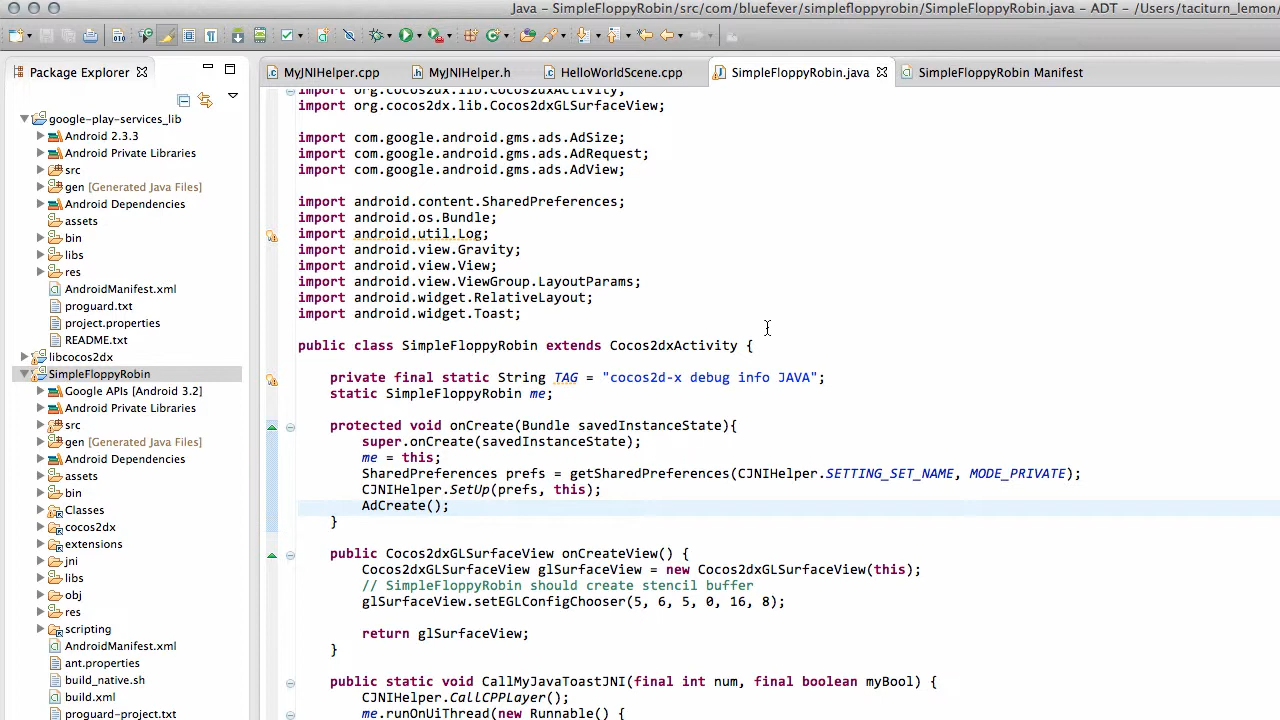 Java - SimpleFloppyRobin/src/com/bluefever/simplefloppyrobin/SimpleFloppyRobin.java - ADT - /Users/taciturn_lemon/
Package Explorer
MyJNIHelper.cpp
MyJNIHelper.h
HelloWorldScene.cpp
SimpleFloppyRobin.java
SimpleFloppyRobin Manifest
google-play-services_lib
Android 2.3.3
Android Private Libraries
src
gen [Generated Java Files]
Android Dependencies
assets
bin
libs
res
AndroidManifest.xml
proguard.txt
project.properties
README.txt
libcocos2dx
SimpleFloppyRobin
Google APIs [Android 3.2]
Android Private Libraries
src
gen [Generated Java Files]
Android Dependencies
assets
bin
Classes
cocos2dx
extensions
jni
libs
obj
res
scripting
AndroidManifest.xml
ant.properties
build_native.sh
build.xml
proguard-project.txt
import org.cocos2dx.lib.Cocos2dxActivity;
import org.cocos2dx.lib.Cocos2dxGLSurfaceView;
import com.google.android.gms.ads.AdSize;
import com.google.android.gms.ads.AdRequest;
import com.google.android.gms.ads.AdView;
import android.content.SharedPreferences;
import android.os.Bundle;
import android.util.Log;
import android.view.Gravity;
import android.view.View;
import android.view.ViewGroup.LayoutParams;
import android.widget.RelativeLayout;
import android.widget.Toast;
public class SimpleFloppyRobin extends Cocos2dxActivity {
private final static String TAG = "cocos2d-x debug info JAVA";
static SimpleFloppyRobin me;
protected void onCreate(Bundle savedInstanceState){
super.onCreate(savedInstanceState);
me = this;
SharedPreferences prefs = getSharedPreferences(CJNIHelper.SETTING_SET_NAME, MODE_PRIVATE);
CJNIHelper.SetUp(prefs, this);
AdCreate();
}
public Cocos2dxGLSurfaceView onCreateView() {
Cocos2dxGLSurfaceView glSurfaceView = new Cocos2dxGLSurfaceView(this);
// SimpleFloppyRobin should create stencil buffer
glSurfaceView.setEGLConfigChooser(5, 6, 5, 0, 16, 8);
return glSurfaceView;
}
public static void CallMyJavaToastJNI(final int num, final boolean myBool) {
CJNIHelper.CallCPPLayer();
me.runOnUiThread(new Runnable() {